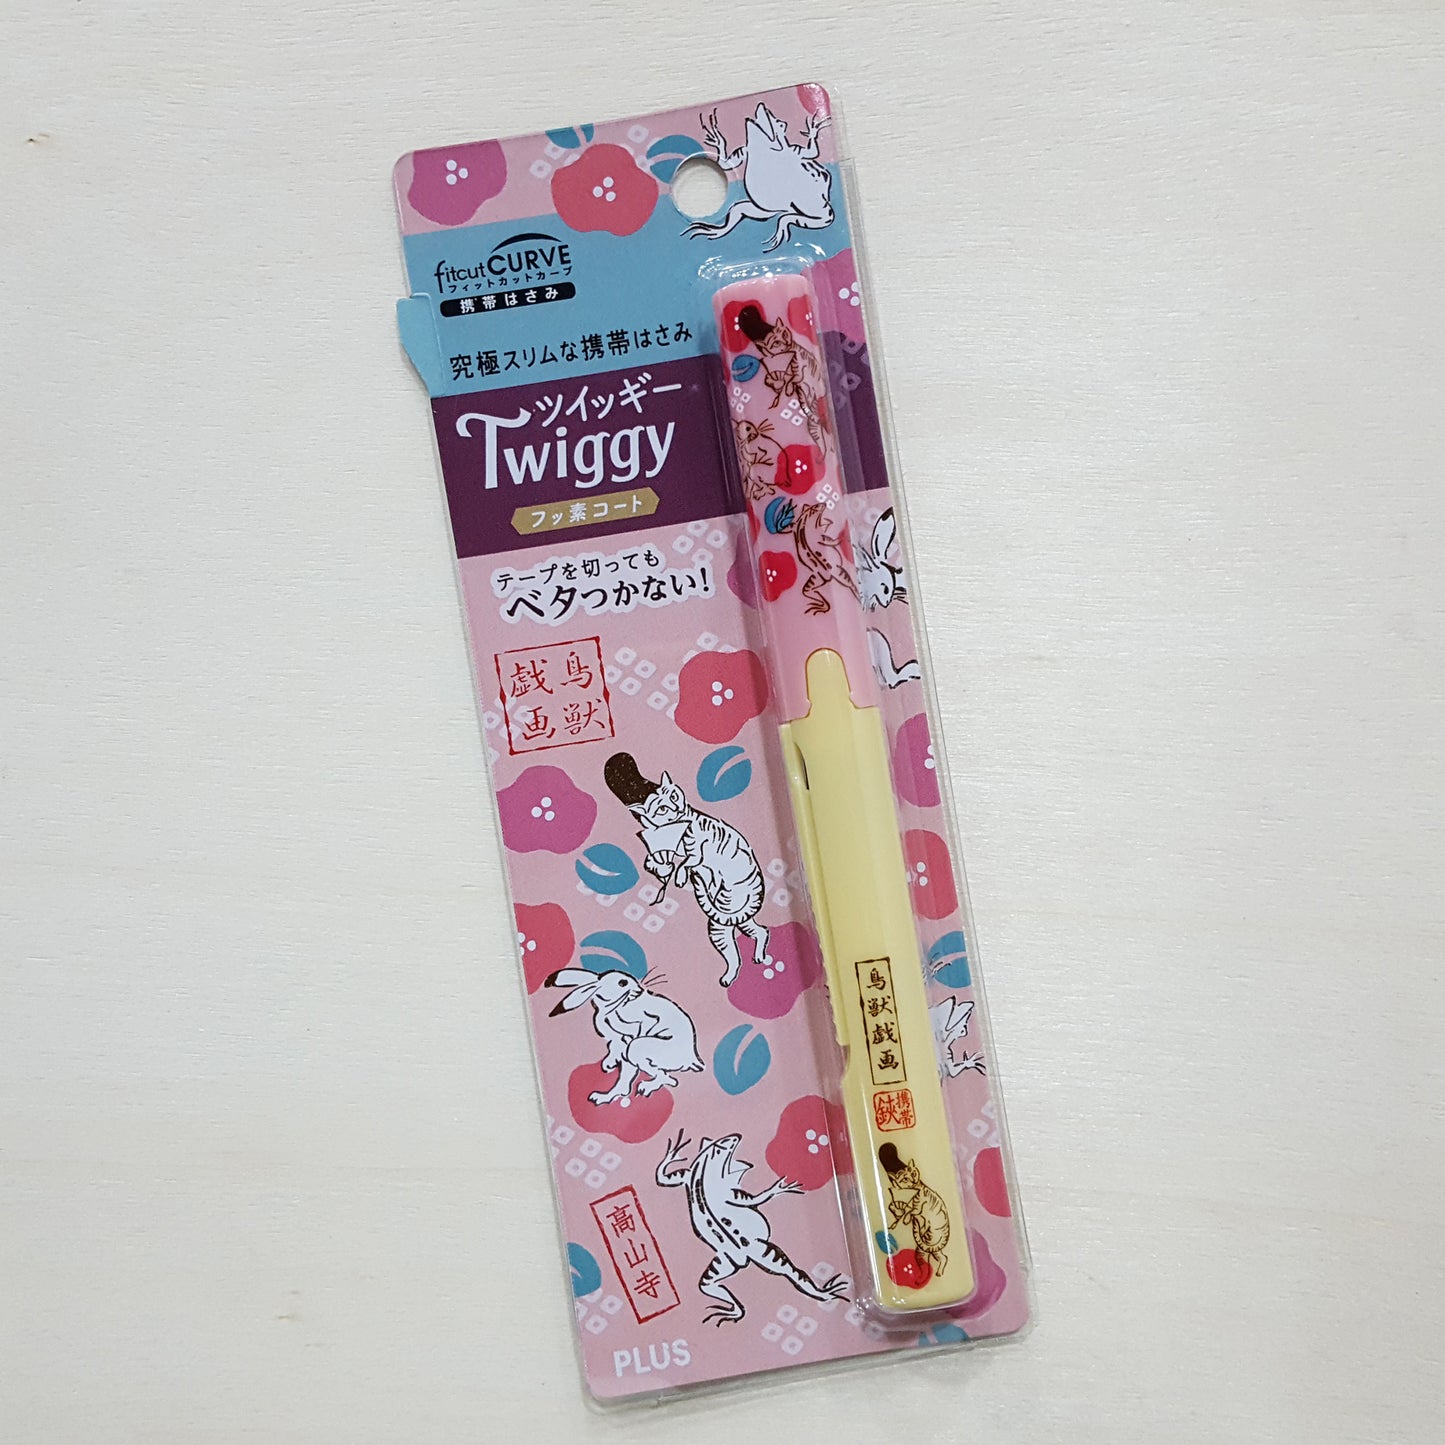 fitcut CURVE
フィットカットカーブ
携帯はさみ
究極スリムな携帯はさみ
ツイッギー
Twiggy
フッ素コート
テープを切っても
ベタつかない!
鳥獣
戯画
高山寺
PLUS
鳥獣戯画
携帯
鋏